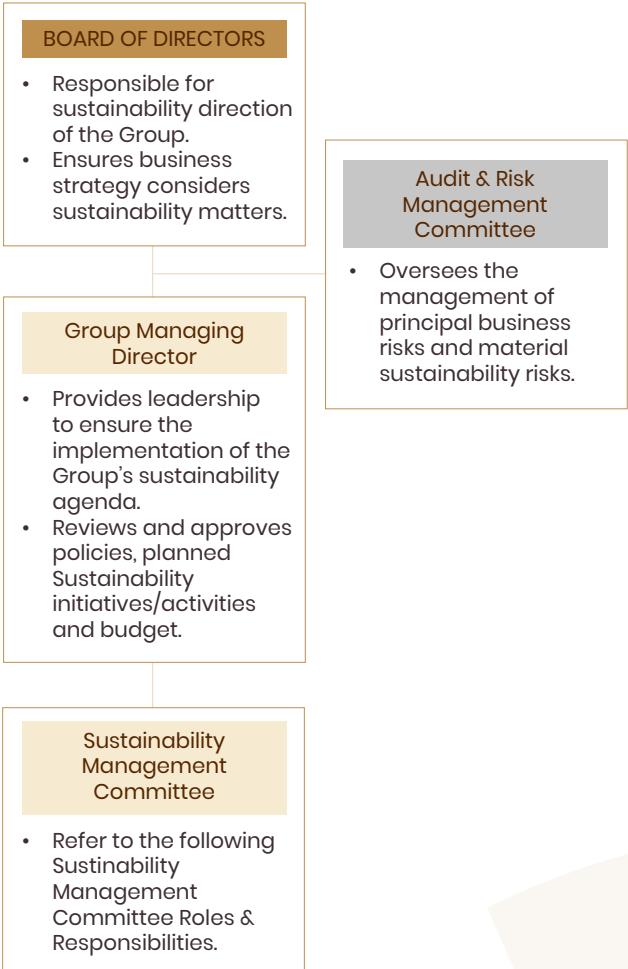 BOARD OF DIRECTORS
• Responsible for
sustainability direction
of the Group.
• Ensures business
strategy considers
sustainability matters.
Audit & Risk
Management
Committee
• Oversees the
management of
principal business
risks and material
sustainability risks.
Group Managing
Director
• Provides leadership
to ensure the
implementation of the
Group's sustainability
agenda.
• Reviews and approves
policies, planned
Sustainability
initiatives/activities
and budget.
Sustainability
Management
Committee
• Refer to the following
Sustinability
Management
Committee Roles &
Responsibilities.